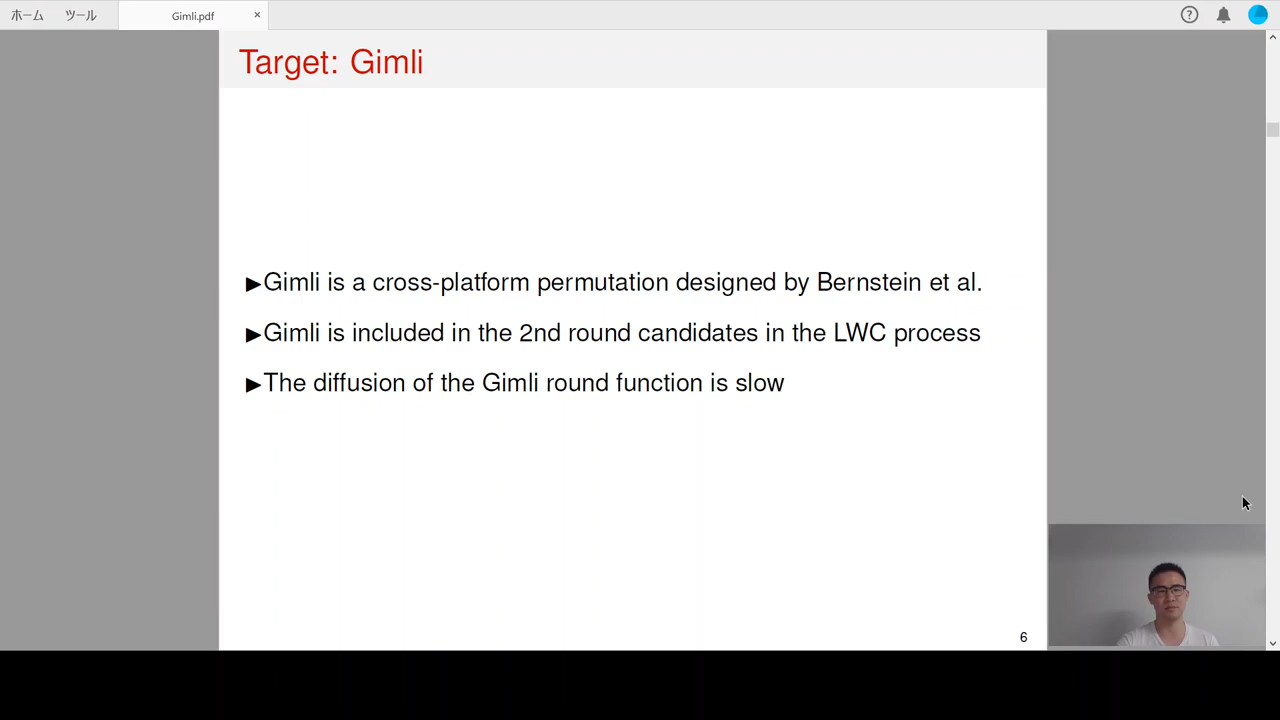 ホーム ツール Gimli.pdf ×
Target: Gimli
▶Gimli is a cross-platform permutation designed by Bernstein et al.
▶Gimli is included in the 2nd round candidates in the LWC process
▶The diffusion of the Gimli round function is slow
6